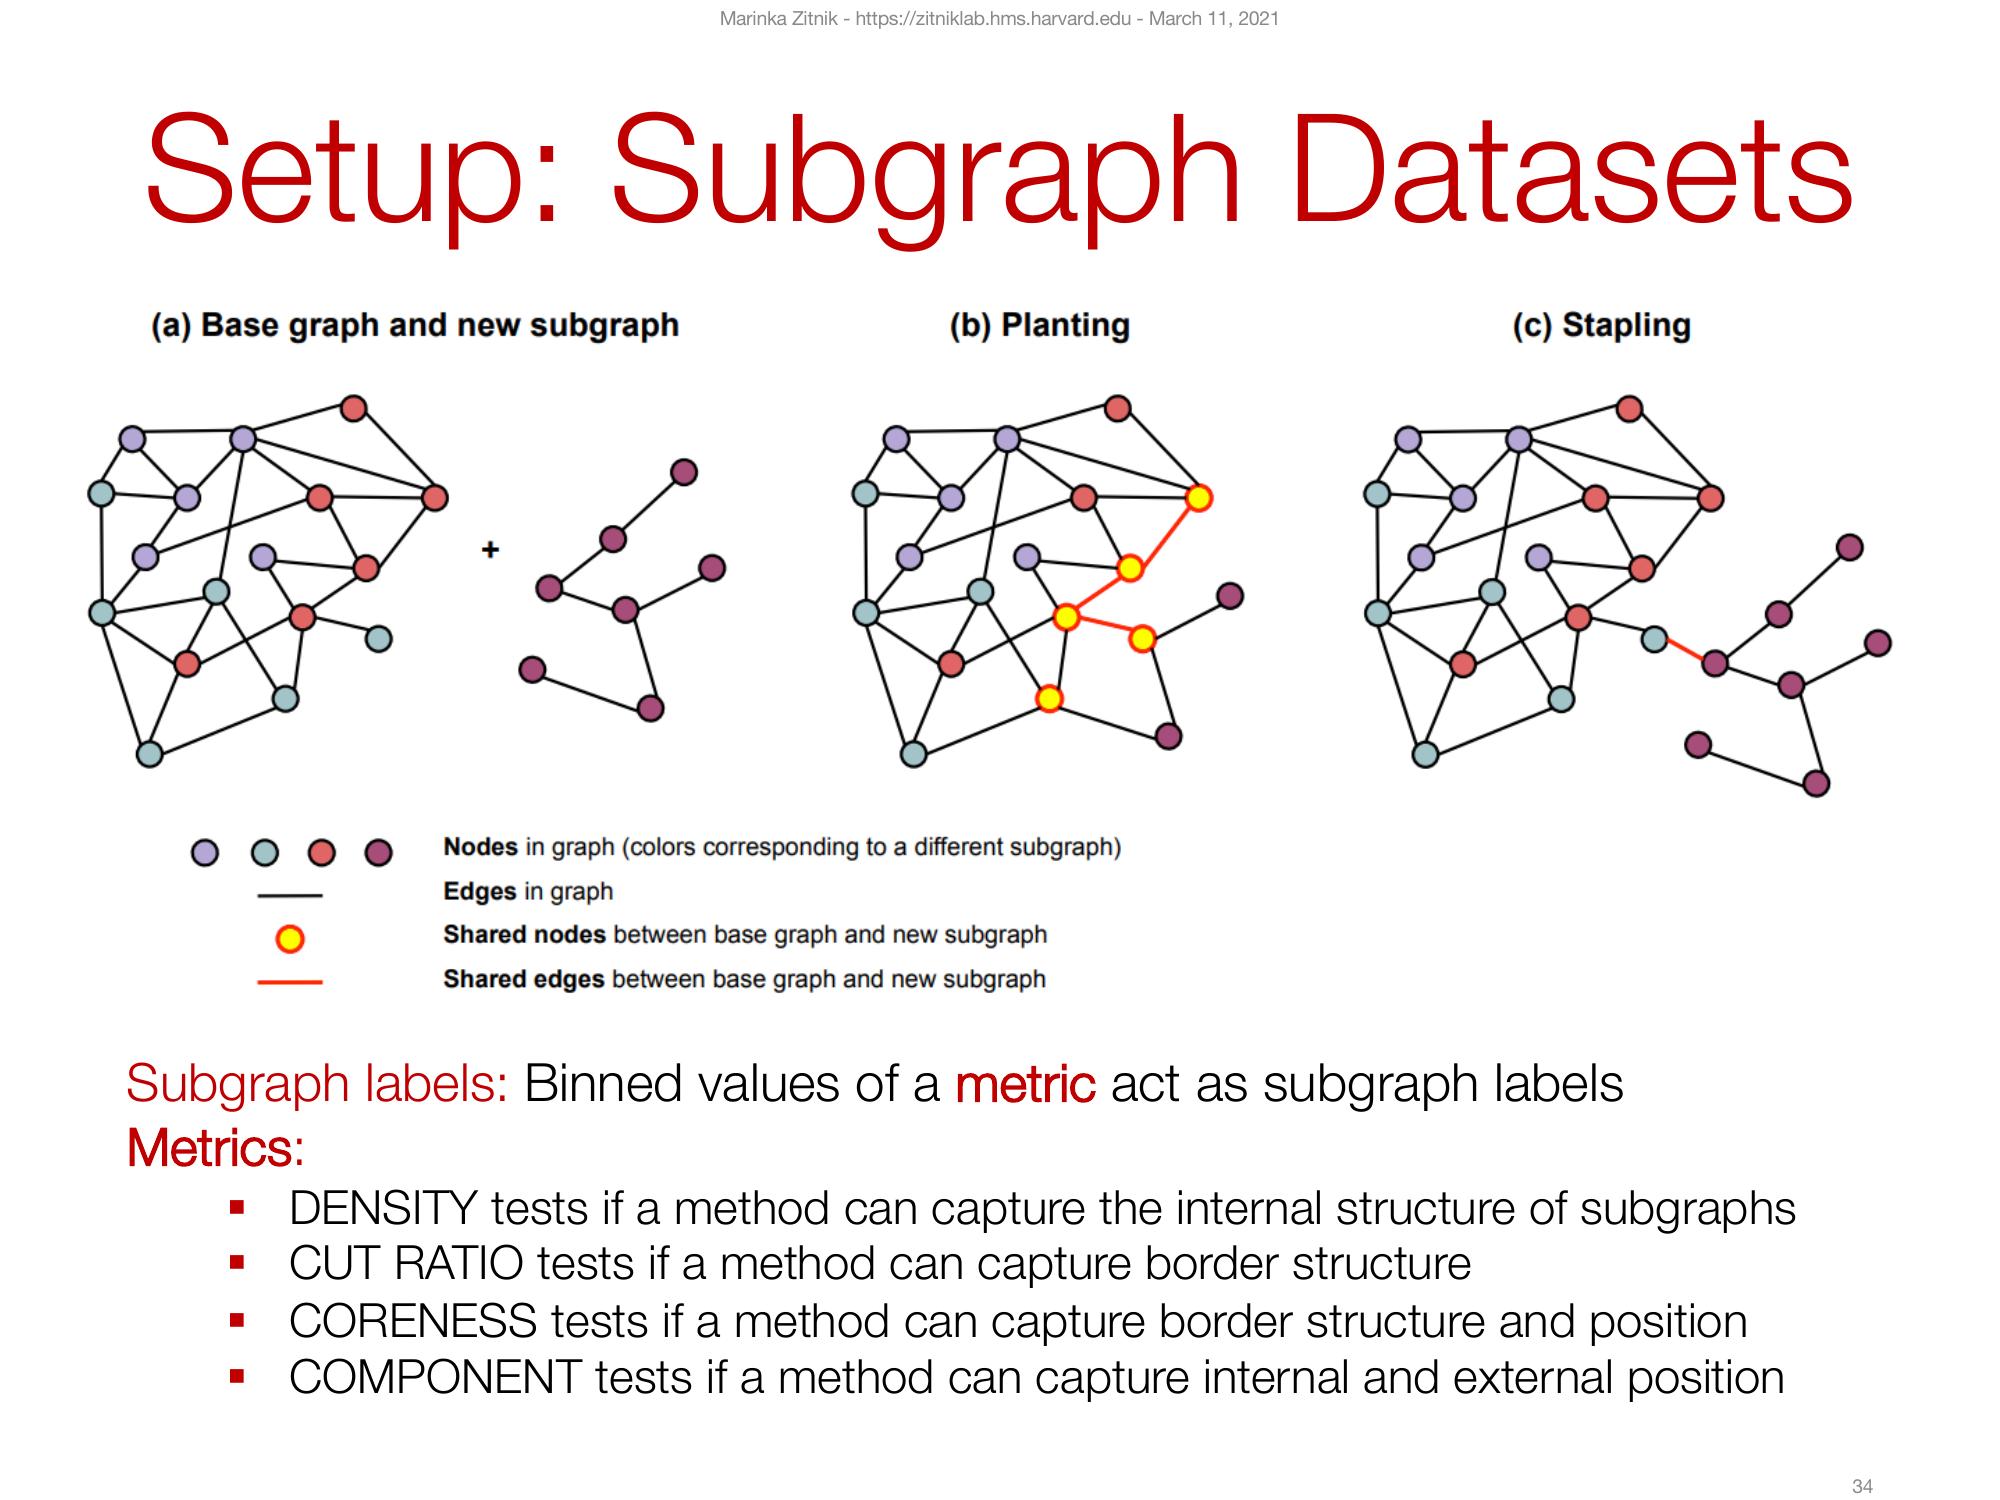 Marinka Zitnik - https://zitniklab.hms.harvard.edu - March 11, 2021
Setup: Subgraph Datasets
(a) Base graph and new subgraph
(b) Planting
(c) Stapling
+
Nodes in graph (colors corresponding to a different subgraph)
Edges in graph
Shared nodes between base graph and new subgraph
Shared edges between base graph and new subgraph
Subgraph labels: Binned values of a metric act as subgraph labels
Metrics:
▪ DENSITY tests if a method can capture the internal structure of subgraphs
▪ CUT RATIO tests if a method can capture border structure
▪ CORENESS tests if a method can capture border structure and position
▪ COMPONENT tests if a method can capture internal and external position
34